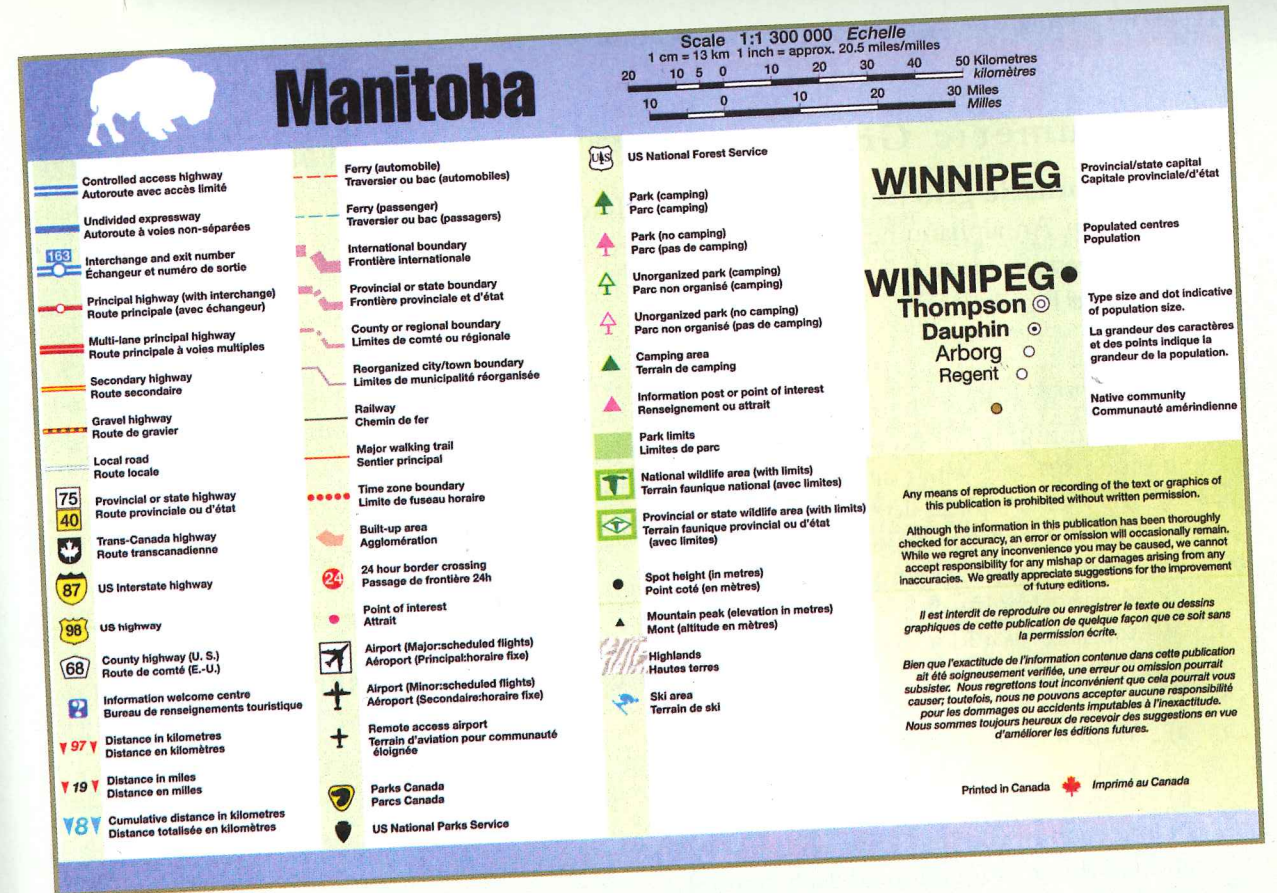 Manitoba
Scale 1:1 300 000 Echelle
1 cm = 13 km 1 inch = approx. 20.5 miles/milles
20 10 5 0 10 20 30 40 50 Kilometres
kilomètres
10 0 10 20 30 Miles
Milles
Controlled access highway
Autoroute avec accès limité
Undivided expressway
Autoroute à voies non-séparées
163
Interchange and exit number
Échangeur et numéro de sortie
Principal highway (with interchange)
Route principale (avec échangeur)
Multi-lane principal highway
Route principale à voies multiples
Secondary highway
Route secondaire
Gravel highway
Route de gravier
Local road
Route locale
75
40
Provincial or state highway
Route provinciale ou d'état
Trans-Canada highway
Route transcanadienne
87
US Interstate highway
98
US highway
68
County highway (U. S.)
Route de comté (E.-U.)
?
Information welcome centre
Bureau de renseignements touristique
97
Distance in kilometres
Distance en kilomètres
19
Distance in miles
Distance en milles
8
Cumulative distance in kilometres
Distance totalisée en kilomètres
Ferry (automobile)
Traversier ou bac (automobiles)
Ferry (passenger)
Traversier ou bac (passagers)
International boundary
Frontière internationale
Provincial or state boundary
Frontière provinciale et d'état
County or regional boundary
Limites de comté ou régionale
Reorganized city/town boundary
Limites de municipalité réorganisée
Railway
Chemin de fer
Major walking trail
Sentier principal
Time zone boundary
Limite de fuseau horaire
Built-up area
Agglomération
24
24 hour border crossing
Passage de frontière 24h
Point of interest
Attrait
Airport (Major:scheduled flights)
Aéroport (Principal:horaire fixe)
Airport (Minor:scheduled flights)
Aéroport (Secondaire:horaire fixe)
Remote access airport
Terrain d'aviation pour communauté
éloignée
Parks Canada
Parcs Canada
US National Parks Service
US
US National Forest Service
Park (camping)
Parc (camping)
Park (no camping)
Parc (pas de camping)
Unorganized park (camping)
Parc non organisé (camping)
Unorganized park (no camping)
Parc non organisé (pas de camping)
Camping area
Terrain de camping
Information post or point of interest
Renseignement ou attrait
Park limits
Limites de parc
National wildlife area (with limits)
Terrain faunique national (avec limites)
Provincial or state wildlife area (with limits)
Terrain faunique provincial ou d'état
(avec limites)
Spot height (in metres)
Point coté (en mètres)
Mountain peak (elevation in metres)
Mont (altitude en mètres)
Highlands
Hautes terres
Ski area
Terrain de ski
WINNIPEG
Provincial/state capital
Capitale provinciale/d'état
Populated centres
Population
WINNIPEG
Thompson
Dauphin
Arborg
Regent
Type size and dot indicative
of population size.
La grandeur des caractères
et des points indique la
grandeur de la population.
Native community
Communauté amérindienne
Any means of reproduction or recording of the text or graphics of
this publication is prohibited without written permission.
Although the information in this publication has been thoroughly
checked for accuracy, an error or omission will occasionally remain.
While we regret any inconvenience you may be caused, we cannot
accept responsibility for any mishap or damages arising from any
inaccuracies. We greatly appreciate suggestions for the improvement
of future editions.
Il est interdit de reproduire ou enregistrer le texte ou dessins
graphiques de cette publication de quelque façon que ce soit sans
la permission écrite.
Bien que l'exactitude de l'information contenue dans cette publication
ait été soigneusement verifiée, une erreur ou omission pourrait
subsister. Nous regrettons tout inconvénient que cela pourrait vous
causer; toutefois, nous ne pouvons accepter aucune responsibilité
pour les dommages ou accidents imputables à l'inexactitude.
Nous sommes toujours heureux de recevoir des suggestions en vue
d'améliorer les éditions futures.
Printed in Canada Imprimé au Canada